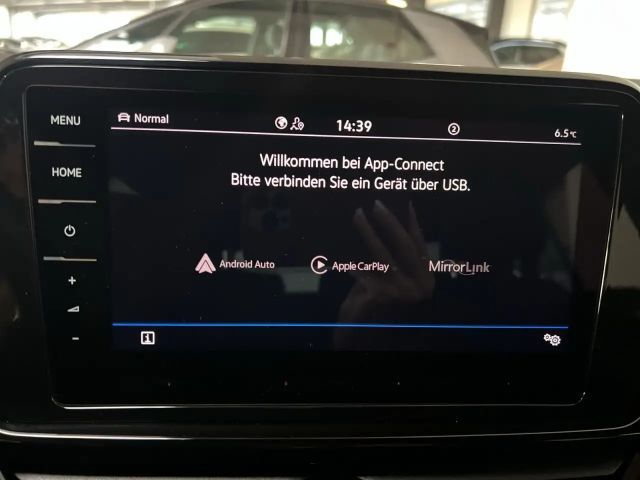 MENU
HOME
Normal
14:39
2
6.5°C
Willkommen bei App-Connect
Bitte verbinden Sie ein Gerät über USB.
Android Auto
Apple CarPlay
MirrorLink
+
-
i